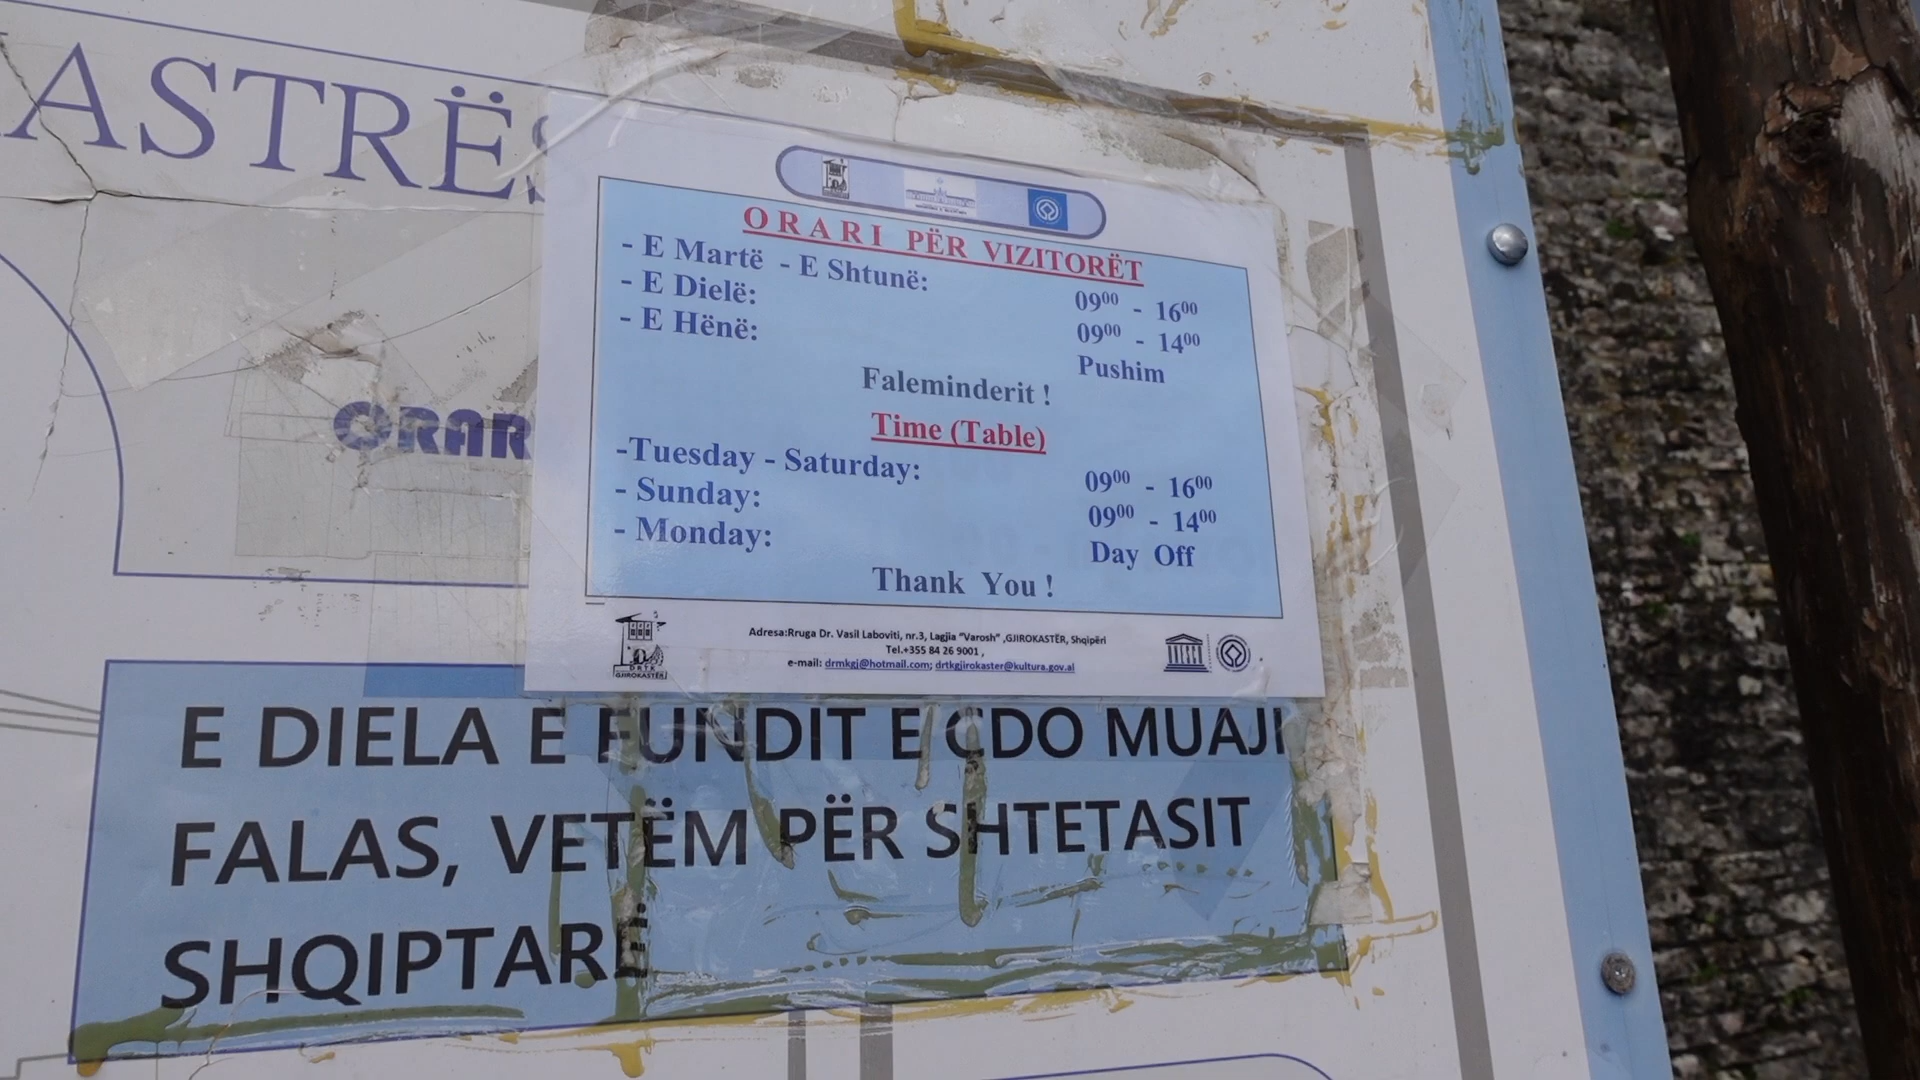 ASTRËS
ORARI PËR VIZITORËT
- E Martë - E Shtunë: 09⁰⁰ - 16⁰⁰
- E Dielë: 09⁰⁰ - 14⁰⁰
- E Hënë: Pushim
Faleminderit !
Time (Table)
-Tuesday - Saturday: 09⁰⁰ - 16⁰⁰
- Sunday: 09⁰⁰ - 14⁰⁰
- Monday: Day Off
Thank You !
ORAR
DRTK
GJIROKASTËR
Adresa:Rruga Dr. Vasil Laboviti, nr.3, Lagjia “Varosh” ,GJIROKASTËR, Shqipëri
Tel.+355 84 26 9001 ,
e-mail: drmkgj@hotmail.com; drtkgjirokaster@kultura.gov.al
UNESCO
E DIELA E FUNDIT E ÇDO MUAJI
FALAS, VETËM PËR SHTETASIT
SHQIPTARË